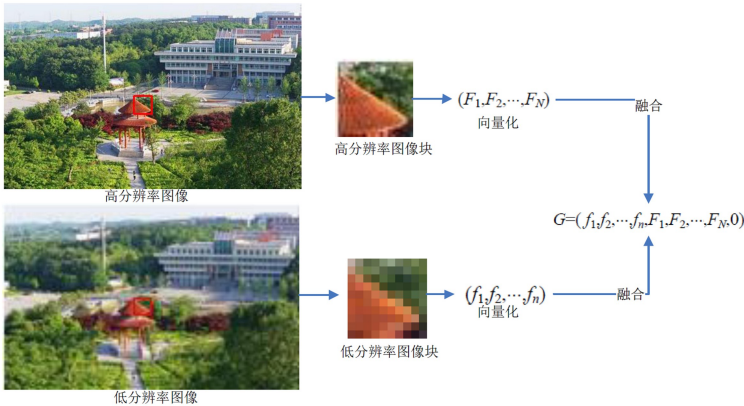 (F₁,F₂,···,F_N)
融合
向量化
高分辨率图像块
高分辨率图像
G=(f₁,f₂,···,fₙ,F₁,F₂,···,F_N,0)
(f₁,f₂,···,fₙ)
融合
向量化
低分辨率图像块
低分辨率图像